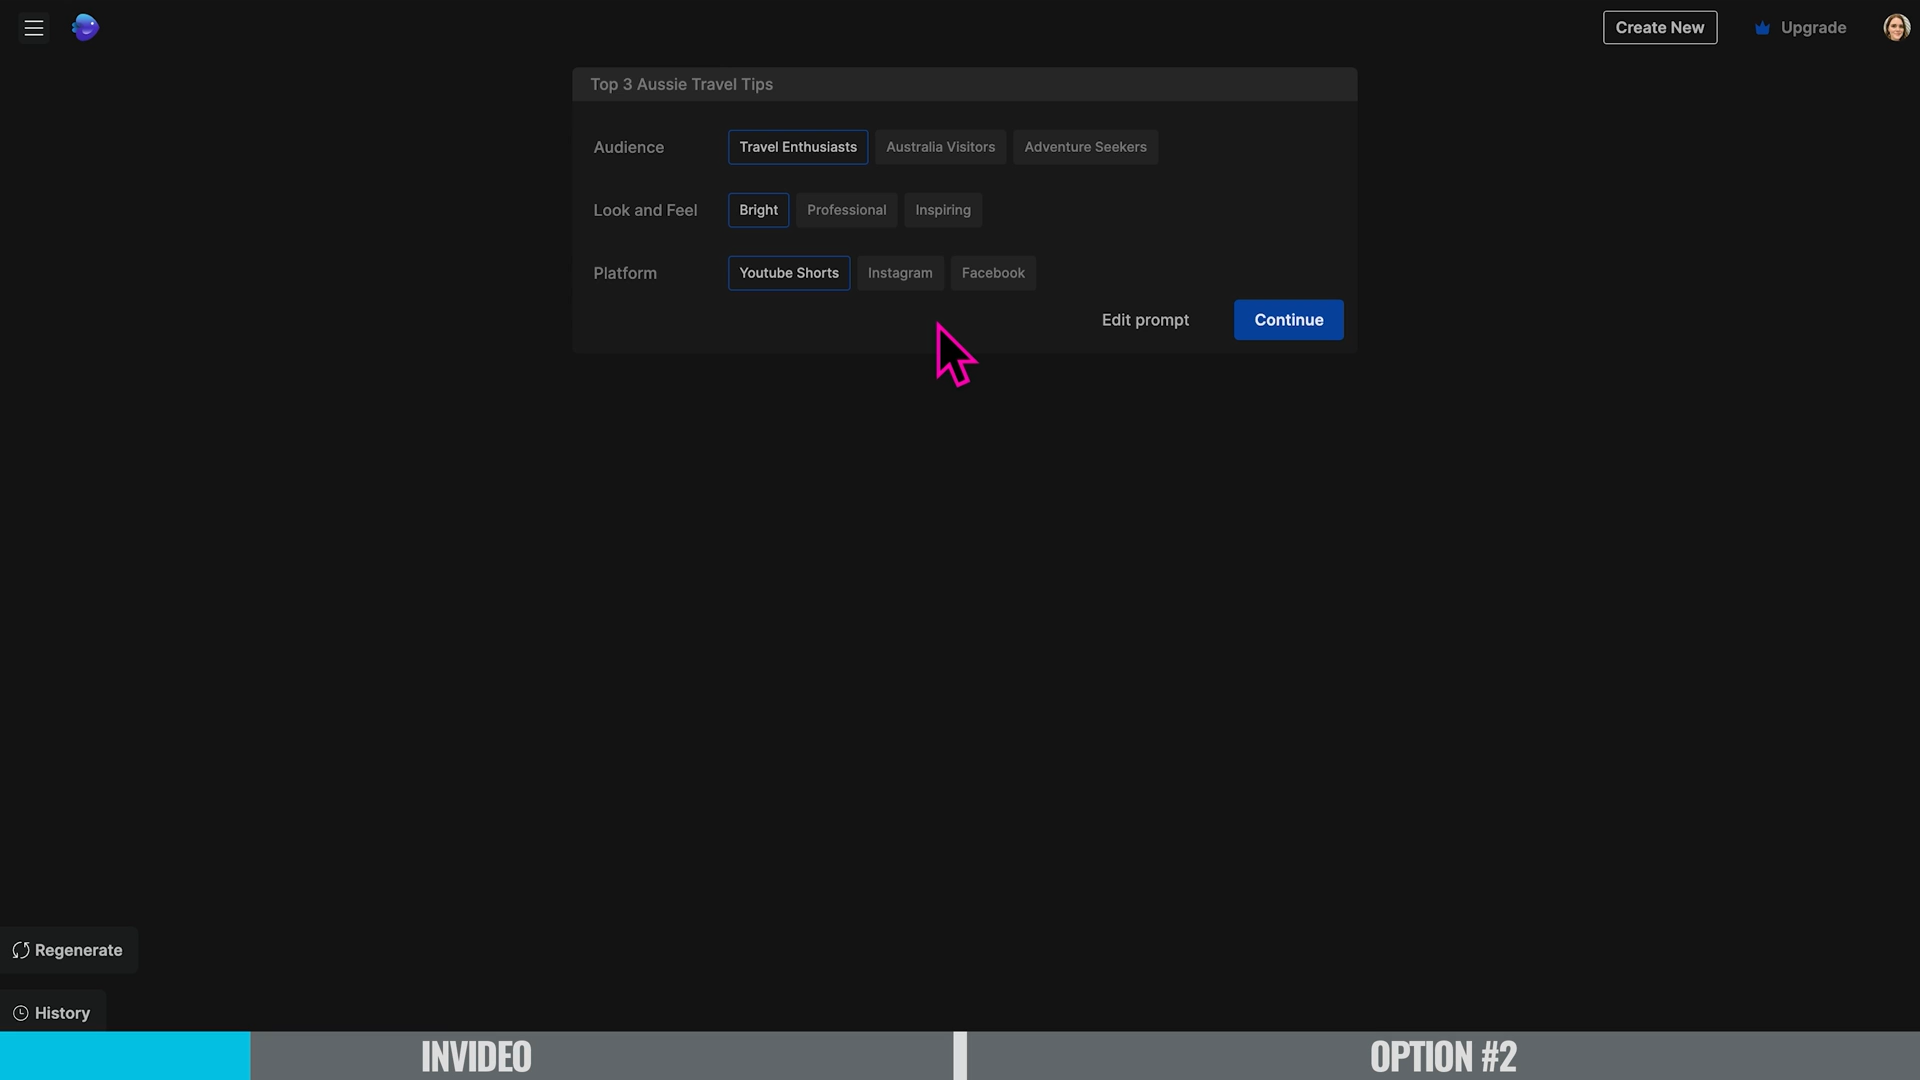 Create New
Upgrade
Top 3 Aussie Travel Tips
Audience
Travel Enthusiasts
Australia Visitors
Adventure Seekers
Look and Feel
Bright
Professional
Inspiring
Platform
Youtube Shorts
Instagram
Facebook
Edit prompt
Continue
Regenerate
History
INVIDEO
OPTION #2